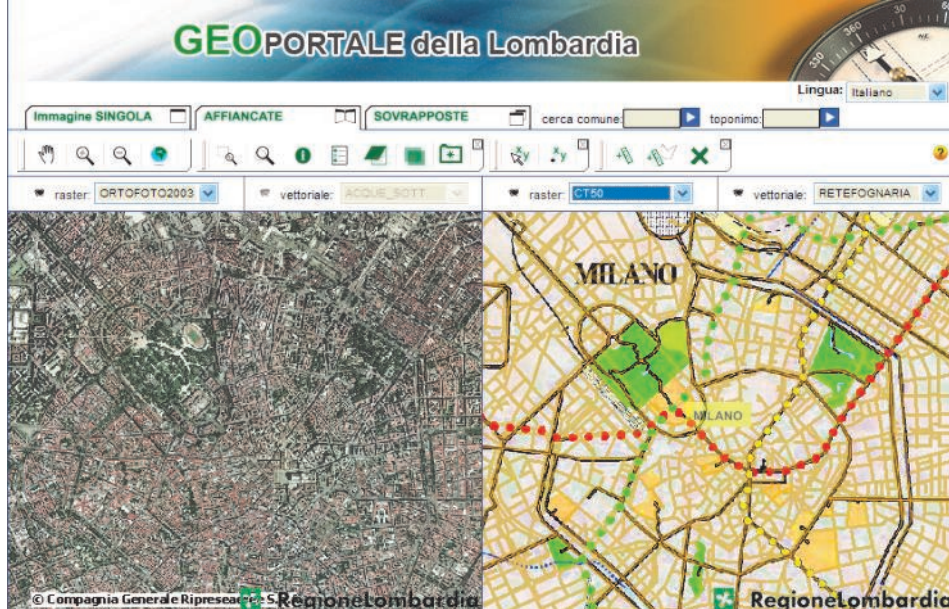 GEOPORTALE della Lombardia
Lingua: Italiano
Immagine SINGOLA AFFIANCATE SOVRAPPOSTE cerca comune: toponimo:
raster: ORTOFOTO2003 vettoriale: ACQUE_SOTT raster: CT50 vettoriale: RETEFOGNARIA
MILANO
MILANO
© Compagnia Generale RegioneLombardia RegioneLombardia